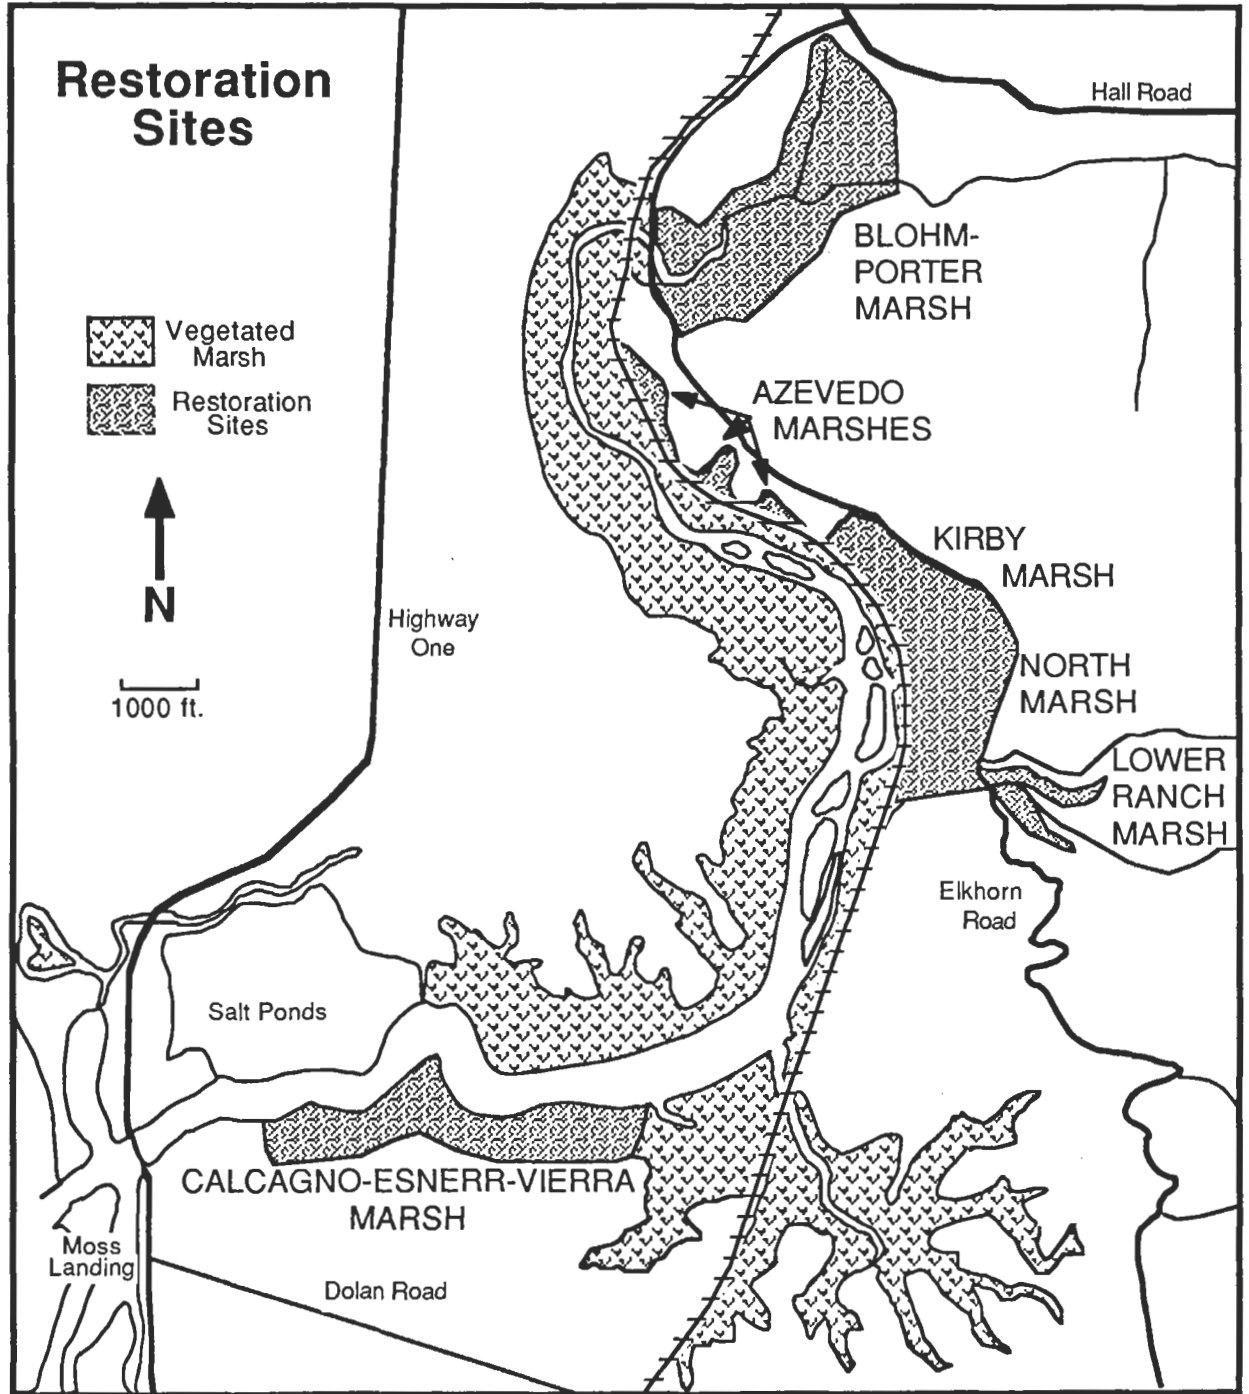 Restoration
Sites
Hall Road
BLOHM-
PORTER
MARSH
Vegetated
Marsh
Restoration
Sites
AZEVEDO
MARSHES
N
1000 ft.
Highway
One
KIRBY
MARSH
NORTH
MARSH
LOWER
RANCH
MARSH
Elkhorn
Road
Salt Ponds
CALCAGNO-ESNERR-VIERRA
MARSH
Moss
Landing
Dolan Road